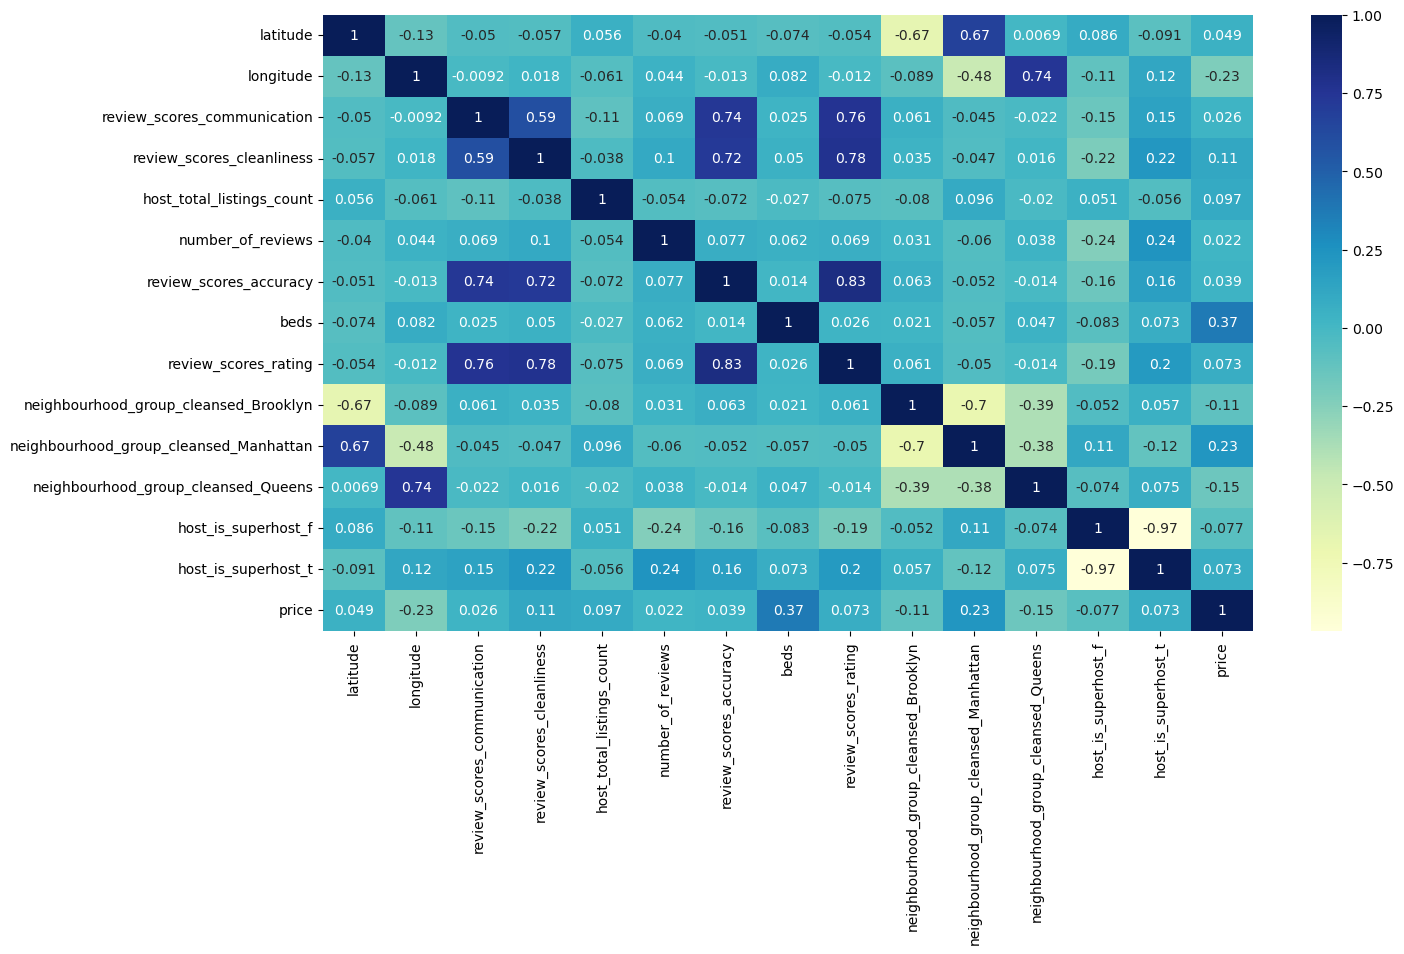 latitude 1 -0.13 -0.05 -0.057 0.056 -0.04 -0.051 -0.074 -0.054 -0.67 0.67 0.0069 0.086 -0.091 0.049
longitude -0.13 1 -0.0092 0.018 -0.061 0.044 -0.013 0.082 -0.012 -0.089 -0.48 0.74 -0.11 0.12 -0.23
review_scores_communication -0.05 -0.0092 1 0.59 -0.11 0.069 0.74 0.025 0.76 0.061 -0.045 -0.022 -0.15 0.15 0.026
review_scores_cleanliness -0.057 0.018 0.59 1 -0.038 0.1 0.72 0.05 0.78 0.035 -0.047 0.016 -0.22 0.22 0.11
host_total_listings_count 0.056 -0.061 -0.11 -0.038 1 -0.054 -0.072 -0.027 -0.075 -0.08 0.096 -0.02 0.051 -0.056 0.097
number_of_reviews -0.04 0.044 0.069 0.1 -0.054 1 0.077 0.062 0.069 0.031 -0.06 0.038 -0.24 0.24 0.022
review_scores_accuracy -0.051 -0.013 0.74 0.72 -0.072 0.077 1 0.014 0.83 0.063 -0.052 -0.014 -0.16 0.16 0.039
beds -0.074 0.082 0.025 0.05 -0.027 0.062 0.014 1 0.026 0.021 -0.057 0.047 -0.083 0.073 0.37
review_scores_rating -0.054 -0.012 0.76 0.78 -0.075 0.069 0.83 0.026 1 0.061 -0.05 -0.014 -0.19 0.2 0.073
neighbourhood_group_cleansed_Brooklyn -0.67 -0.089 0.061 0.035 -0.08 0.031 0.063 0.021 0.061 1 -0.7 -0.39 -0.052 0.057 -0.11
neighbourhood_group_cleansed_Manhattan 0.67 -0.48 -0.045 -0.047 0.096 -0.06 -0.052 -0.057 -0.05 -0.7 1 -0.38 0.11 -0.12 0.23
neighbourhood_group_cleansed_Queens 0.0069 0.74 -0.022 0.016 -0.02 0.038 -0.014 0.047 -0.014 -0.39 -0.38 1 -0.074 0.075 -0.15
host_is_superhost_f 0.086 -0.11 -0.15 -0.22 0.051 -0.24 -0.16 -0.083 -0.19 -0.052 0.11 -0.074 1 -0.97 -0.077
host_is_superhost_t -0.091 0.12 0.15 0.22 -0.056 0.24 0.16 0.073 0.2 0.057 -0.12 0.075 -0.97 1 0.073
price 0.049 -0.23 0.026 0.11 0.097 0.022 0.039 0.37 0.073 -0.11 0.23 -0.15 -0.077 0.073 1
latitude
longitude
review_scores_communication
review_scores_cleanliness
host_total_listings_count
number_of_reviews
review_scores_accuracy
beds
review_scores_rating
neighbourhood_group_cleansed_Brooklyn
neighbourhood_group_cleansed_Manhattan
neighbourhood_group_cleansed_Queens
host_is_superhost_f
host_is_superhost_t
price
1.00
0.75
0.50
0.25
0.00
−0.25
−0.50
−0.75